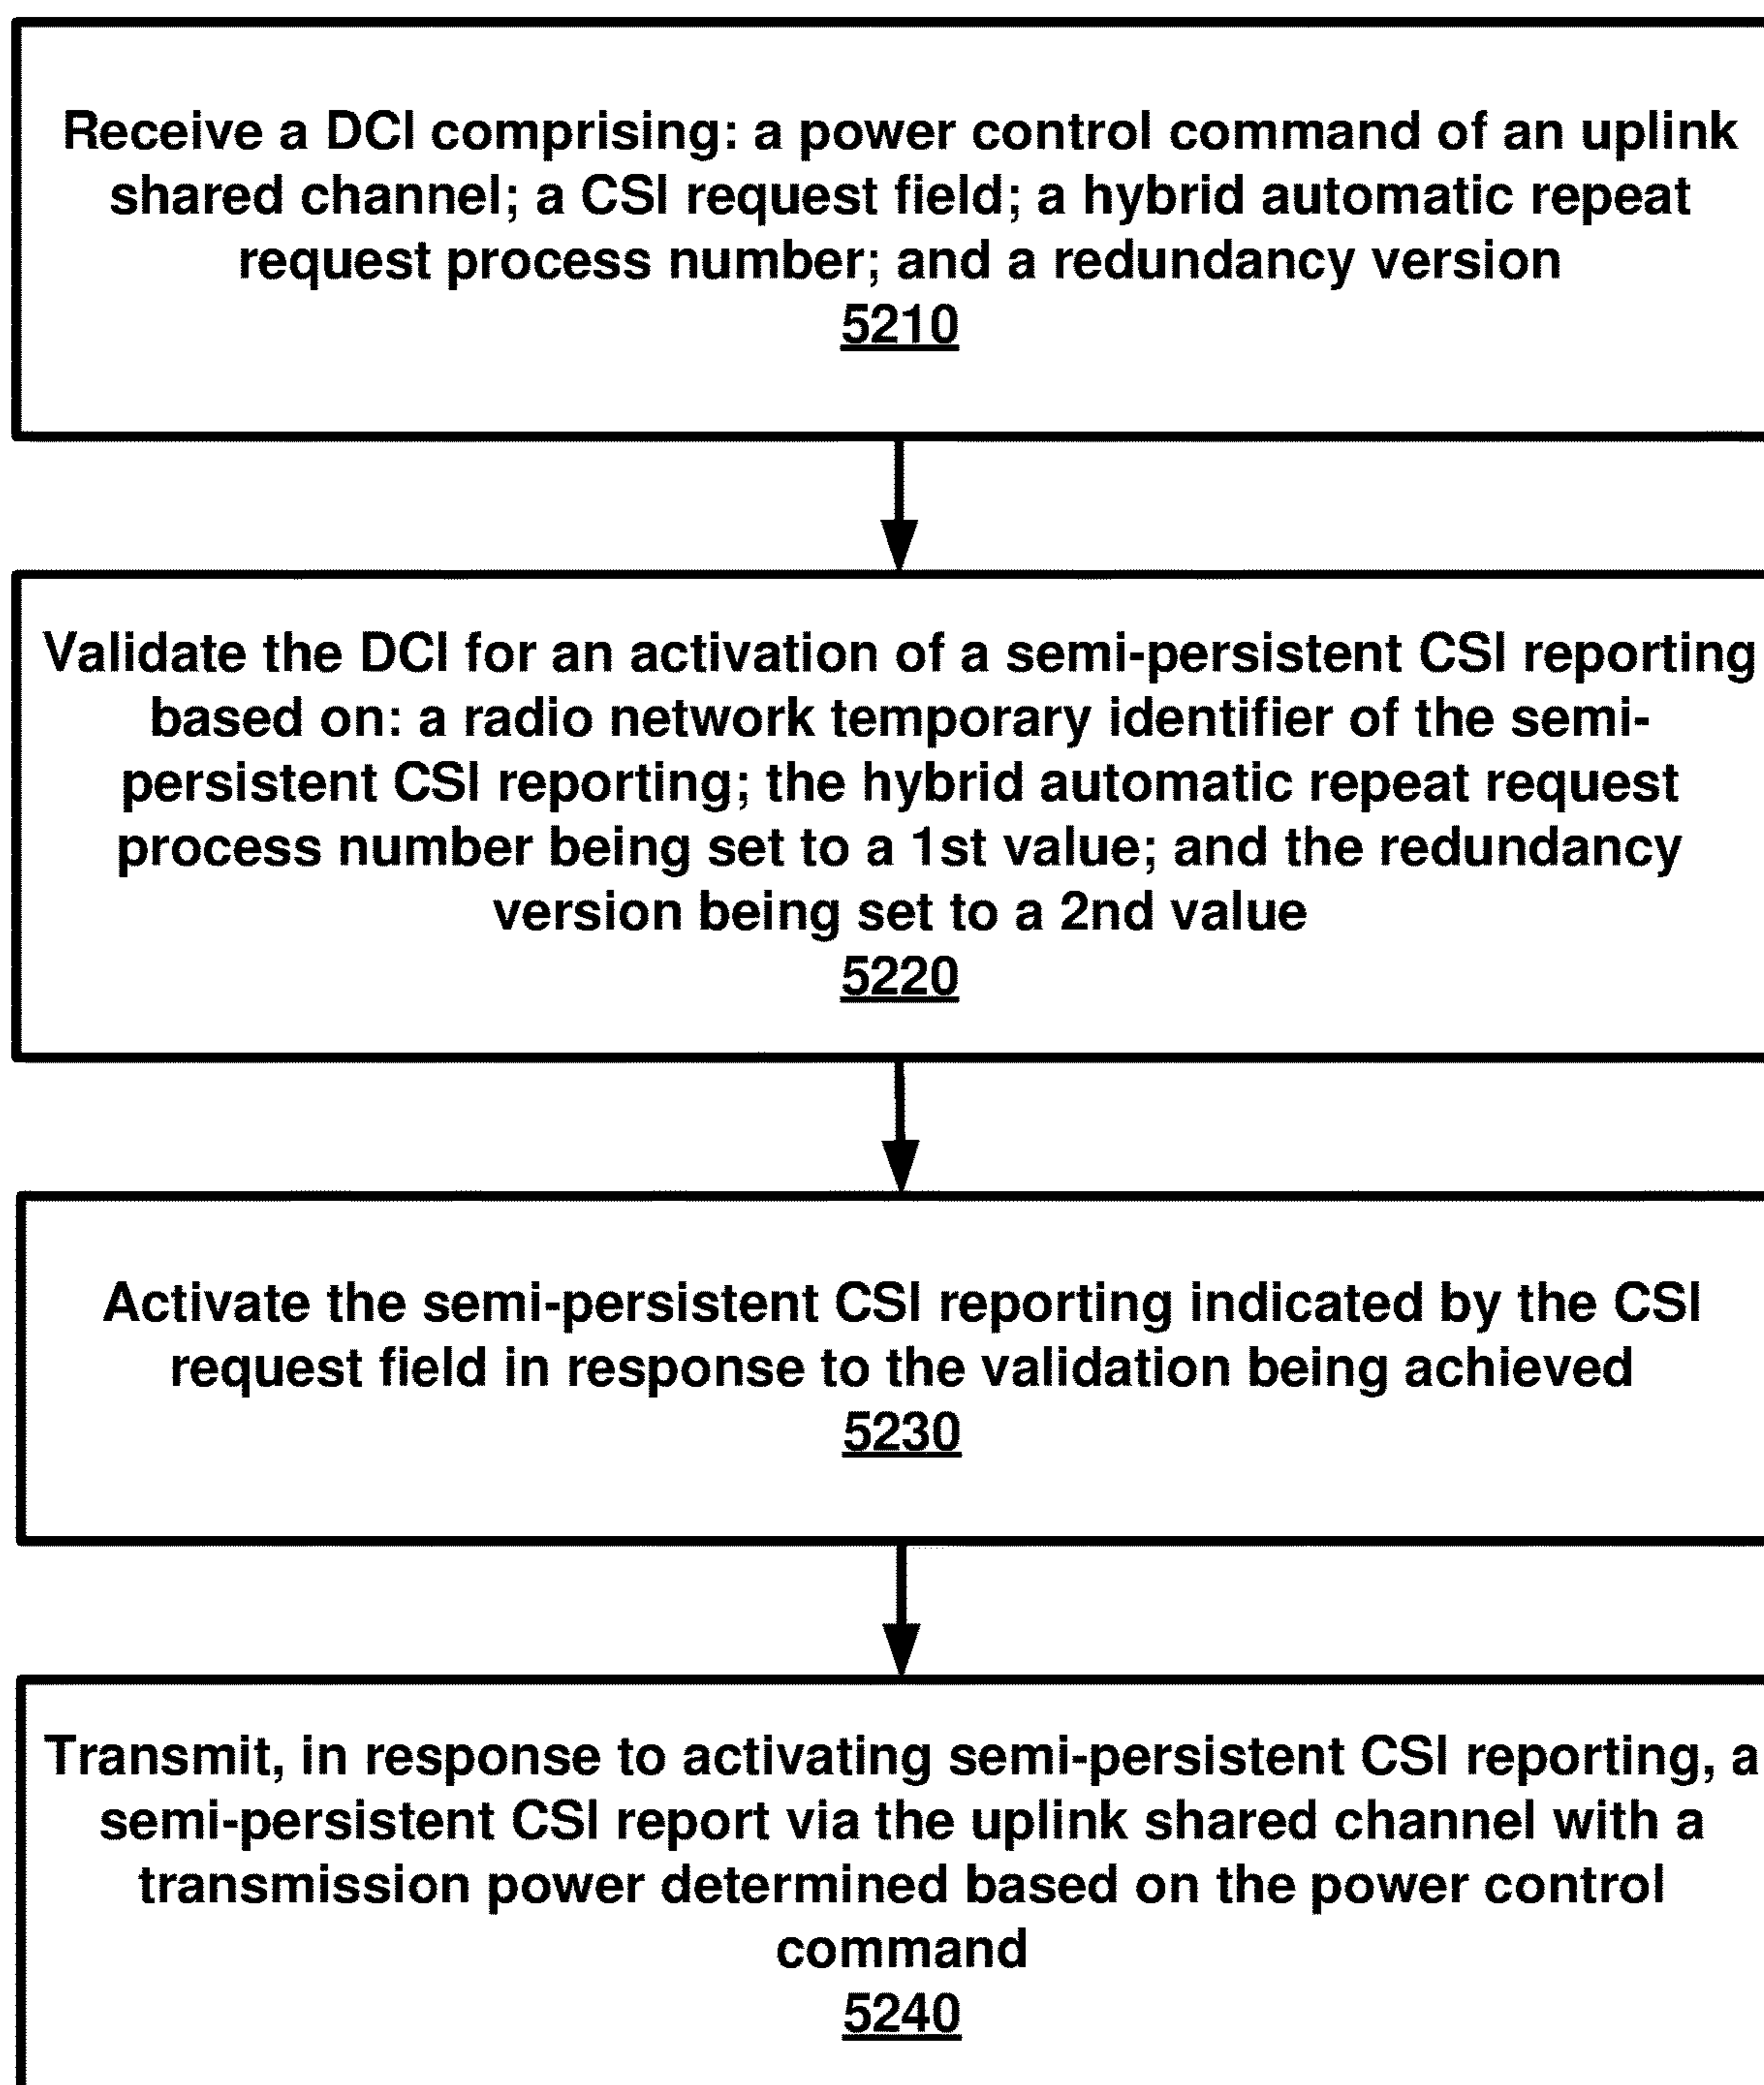 Receive a DCI comprising: a power control command of an uplink
shared channel; a CSI request field; a hybrid automatic repeat
request process number; and a redundancy version
5210
Validate the DCI for an activation of a semi-persistent CSI reporting
based on: a radio network temporary identifier of the semi-
persistent CSI reporting; the hybrid automatic repeat request
process number being set to a 1st value; and the redundancy
version being set to a 2nd value
5220
Activate the semi-persistent CSI reporting indicated by the CSI
request field in response to the validation being achieved
5230
Transmit, in response to activating semi-persistent CSI reporting, a
semi-persistent CSI report via the uplink shared channel with a
transmission power determined based on the power control
command
5240